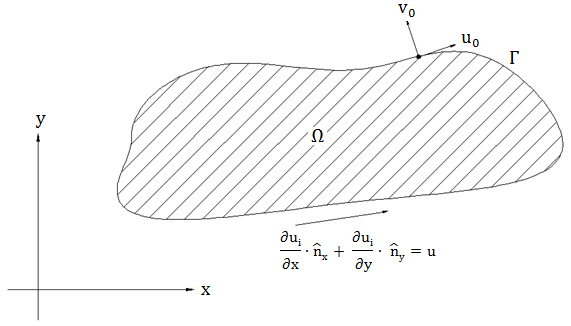 v₀
u₀
Γ
y
Ω
∂uᵢ/∂x · n̂ₓ + ∂uᵢ/∂y · n̂ᵧ = u
x